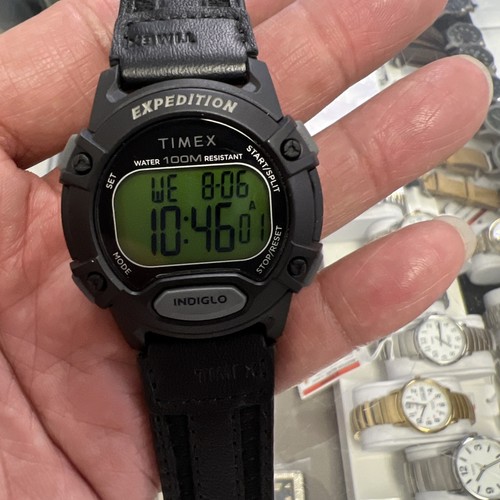 EXPEDITION
TIMEX
WATER 100M RESISTANT
START/SPLIT
SET
WE 8-06
10:46 01 A
MODE
STOP/RESET
INDIGLO